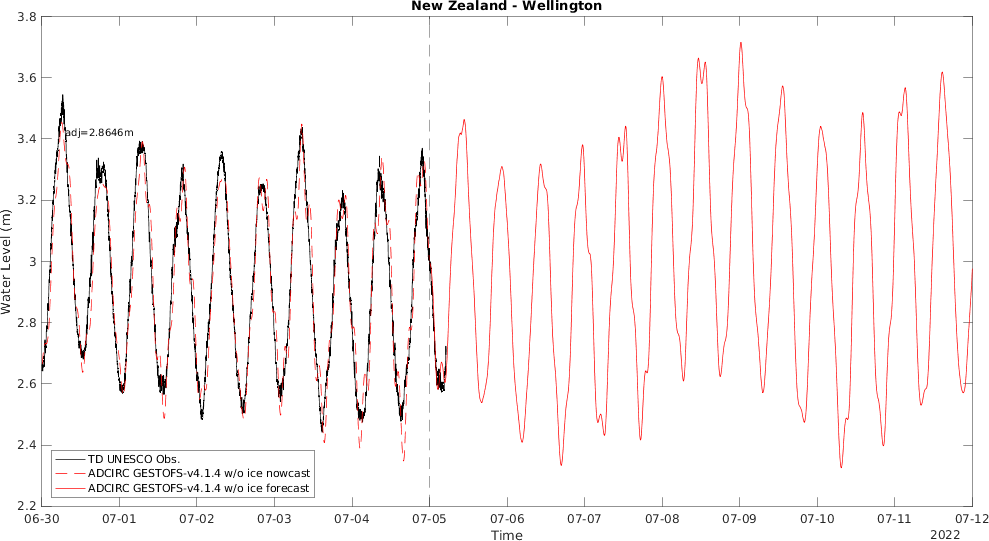 New Zealand - Wellington
3.8
3.6
3.4
3.2
3
2.8
2.6
2.4
2.2
Water Level (m)
adj=2.8646m
TD UNESCO Obs.
ADCIRC GESTOFS-v4.1.4 w/o ice nowcast
ADCIRC GESTOFS-v4.1.4 w/o ice forecast
06-30 07-01 07-02 07-03 07-04 07-05 07-06 07-07 07-08 07-09 07-10 07-11 07-12
Time
2022